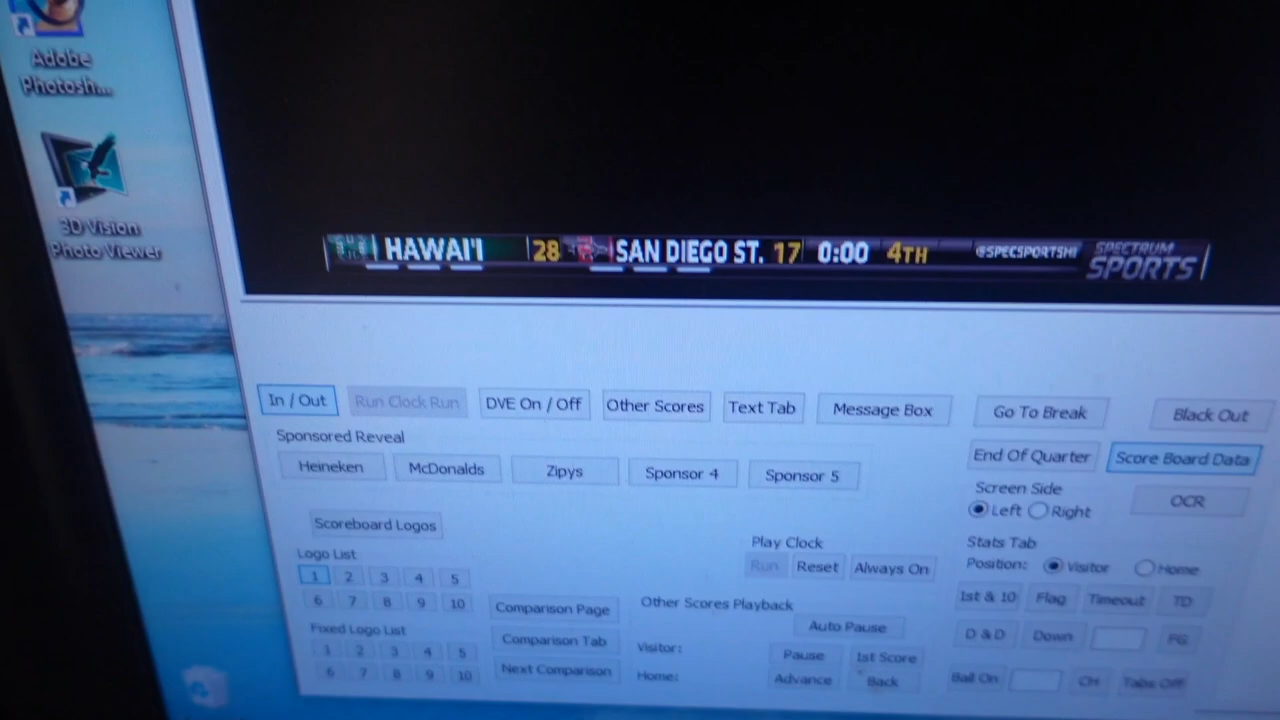 Adobe
Photosh...
3D Vision
Photo Viewer
HAWAI'I 28 SAN DIEGO ST. 17 0:00 4TH @SPECSPORTSHI SPECTRUM SPORTS
In / Out Run Clock Run DVE On / Off Other Scores Text Tab Message Box Go To Break Black Out
Sponsored Reveal
End Of Quarter Score Board Data
Heineken McDonalds Zipys Sponsor 4 Sponsor 5
Screen Side
Left Right
OCR
Scoreboard Logos
Logo List
1 2 3 4 5
6 7 8 9 10
Fixed Logo List
1 2 3 4 5
6 7 8 9 10
Comparison Page
Comparison Tab
Next Comparison
Play Clock
Run Reset Always On
Other Scores Playback
Auto Pause
Visitor:
Home:
Pause 1st Score
Advance Back
Stats Tab
Position: Visitor Home
1st & 10 Flag Timeout TD
D & D Down FG
Ball On CH Tabs Off